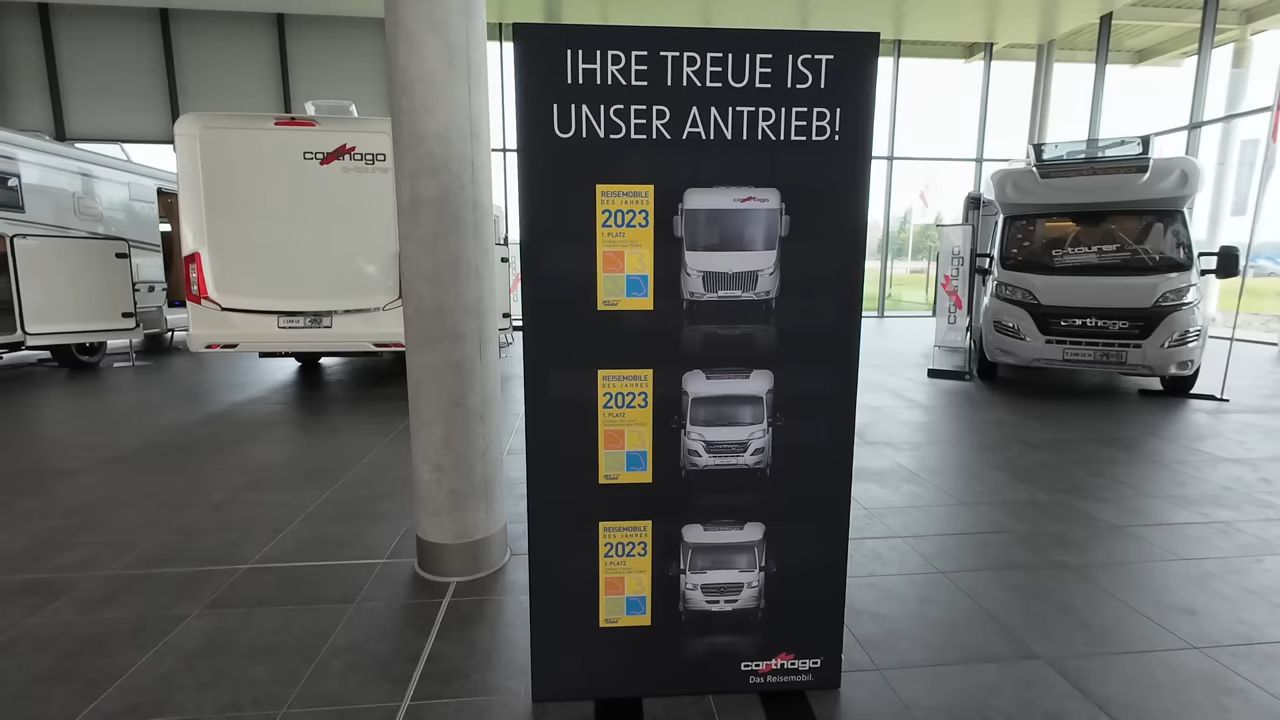 IHRE TREUE IST
UNSER ANTRIEB!
REISEMOBILE
DES JAHRES
2023
1. PLATZ
carthago
REISEMOBILE
DES JAHRES
2023
1. PLATZ
carthago
REISEMOBILE
DES JAHRES
2023
3. PLATZ
carthago
Das Reisemobil.
carthago
c-tourer
carthago
c-tourer
carthago